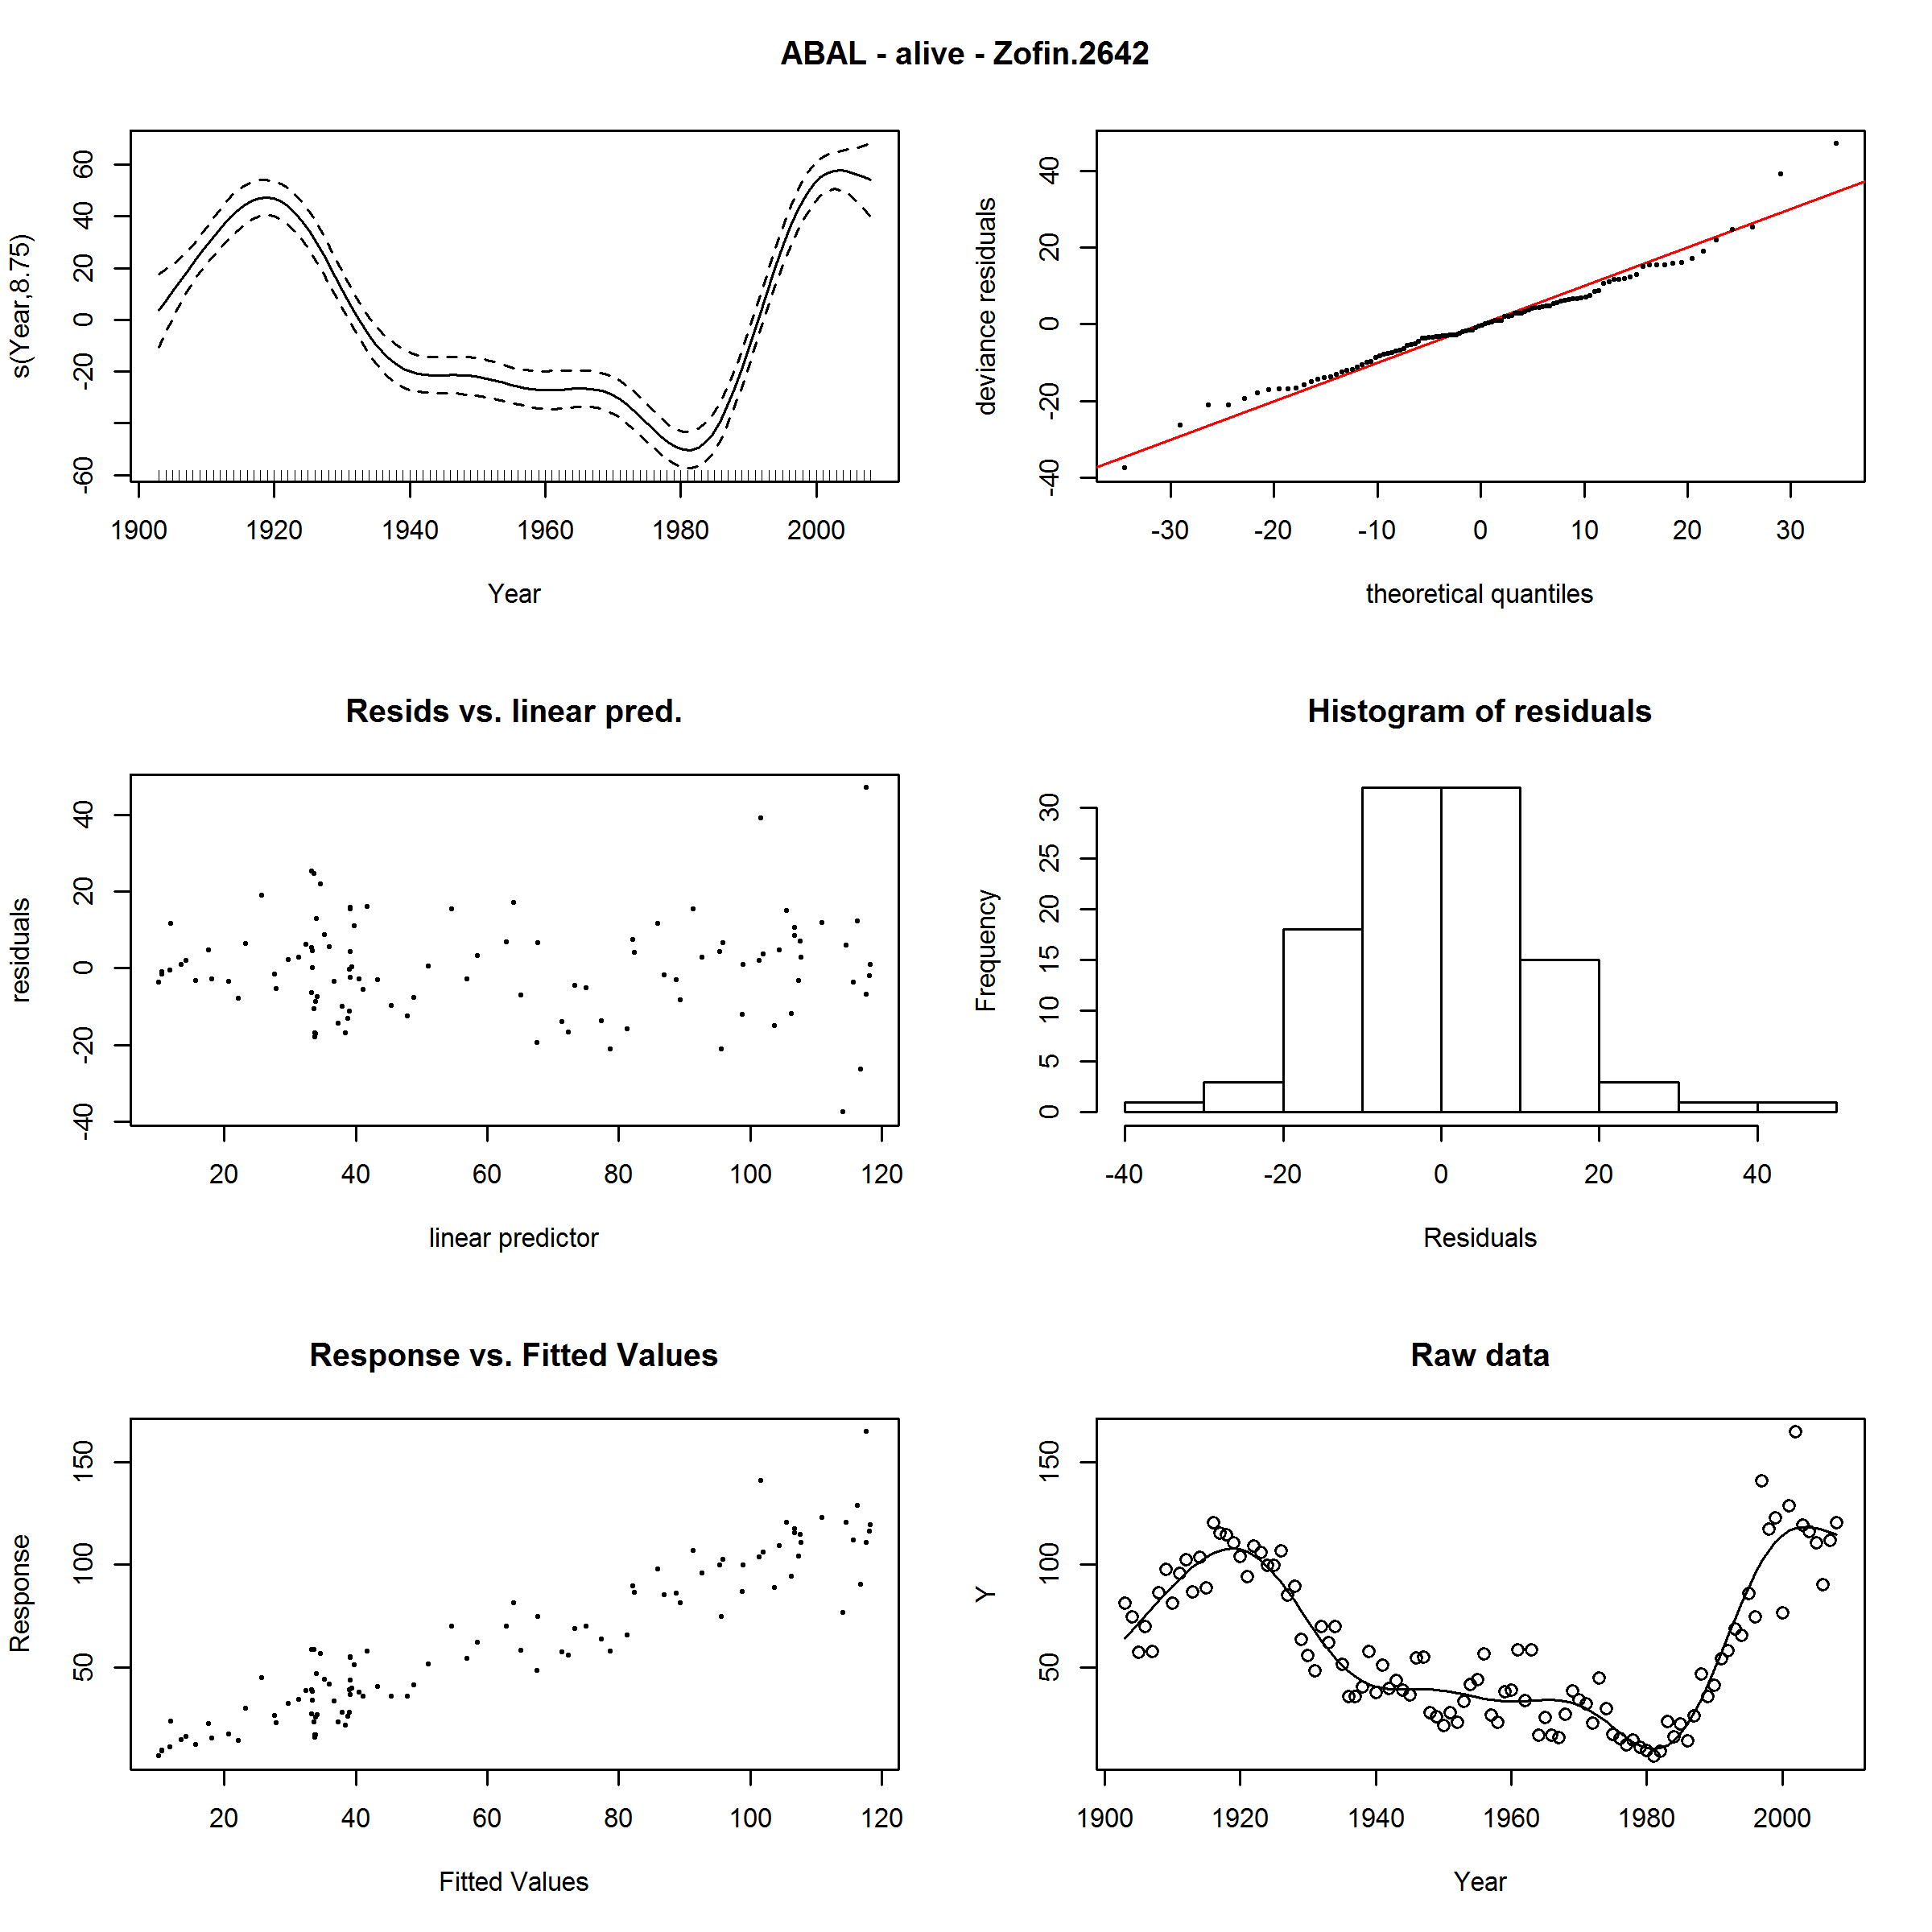 ABAL - alive - Zofin.2642
s(Year,8.75)
-60 -20 0 20 40 60
1900 1920 1940 1960 1980 2000
Year
deviance residuals
-40 -20 0 20 40
-30 -20 -10 0 10 20 30
theoretical quantiles
Resids vs. linear pred.
residuals
-40 -20 0 20 40
20 40 60 80 100 120
linear predictor
Histogram of residuals
Frequency
0 5 10 15 20 25 30
-40 -20 0 20 40
Residuals
Response vs. Fitted Values
Response
50 100 150
20 40 60 80 100 120
Fitted Values
Raw data
Y
50 100 150
1900 1920 1940 1960 1980 2000
Year